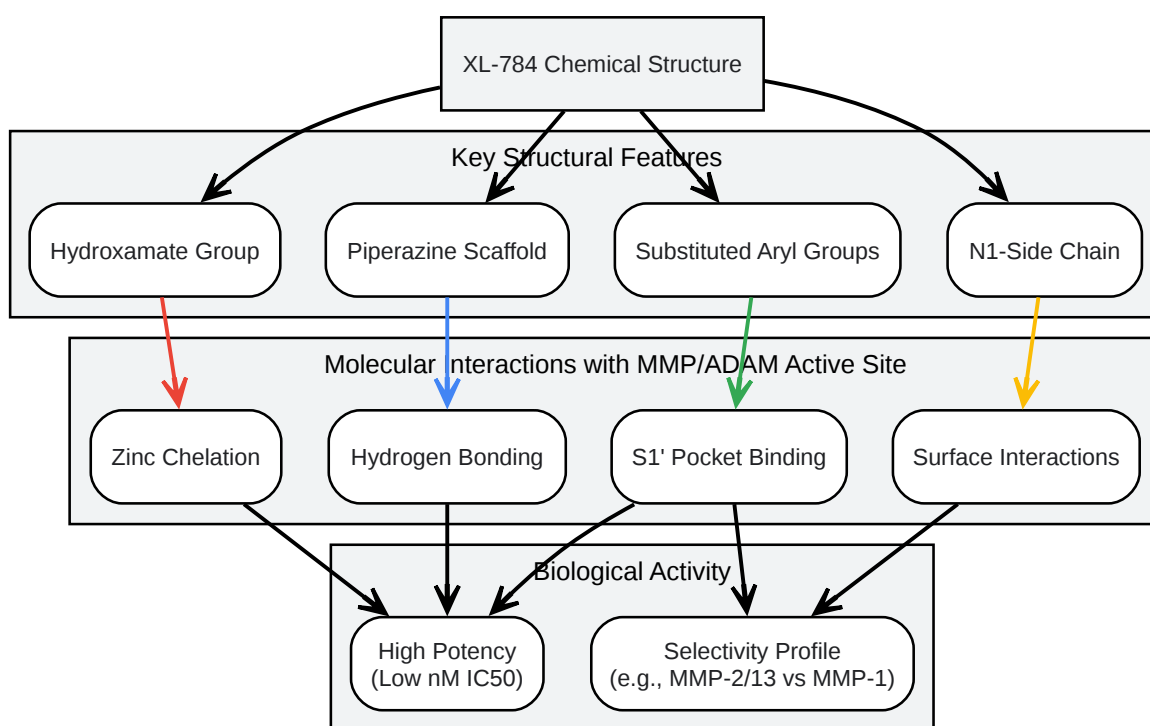 XL-784 Chemical Structure
Key Structural Features
Hydroxamate Group
Piperazine Scaffold
Substituted Aryl Groups
N1-Side Chain
Molecular Interactions with MMP/ADAM Active Site
Zinc Chelation
Hydrogen Bonding
S1' Pocket Binding
Surface Interactions
Biological Activity
High Potency
(Low nM IC50)
Selectivity Profile
(e.g., MMP-2/13 vs MMP-1)